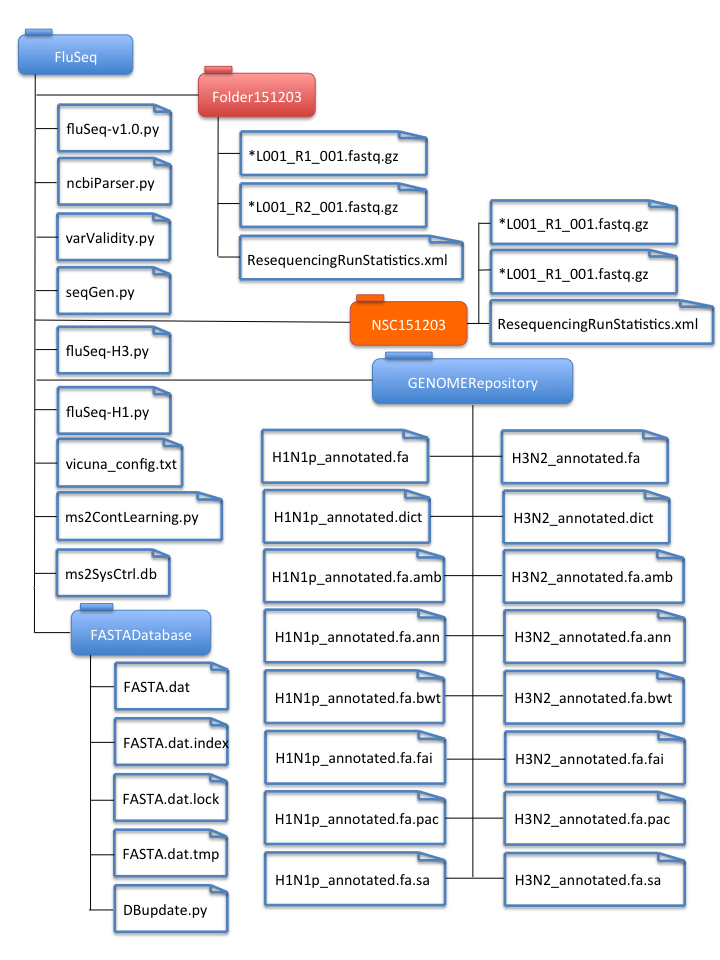 FluSeq
Folder151203
fluSeq-v1.0.py
*L001_R1_001.fastq.gz
ncbiParser.py
*L001_R2_001.fastq.gz
varValidity.py
*L001_R1_001.fastq.gz
ResequencingRunStatistics.xml
*L001_R1_001.fastq.gz
seqGen.py
NSC151203
ResequencingRunStatistics.xml
fluSeq-H3.py
GENOMERepository
fluSeq-H1.py
H1N1p_annotated.fa
H3N2_annotated.fa
vicuna_config.txt
ms2ContLearning.py
H1N1p_annotated.dict
H3N2_annotated.dict
ms2SysCtrl.db
H1N1p_annotated.fa.amb
H3N2_annotated.fa.amb
FASTADatabase
H1N1p_annotated.fa.ann
H3N2_annotated.fa.ann
FASTA.dat
H1N1p_annotated.fa.bwt
H3N2_annotated.fa.bwt
FASTA.dat.index
H1N1p_annotated.fa.fai
H3N2_annotated.fa.fai
FASTA.dat.lock
H1N1p_annotated.fa.pac
H3N2_annotated.fa.pac
FASTA.dat.tmp
H1N1p_annotated.fa.sa
H3N2_annotated.fa.sa
DBupdate.py